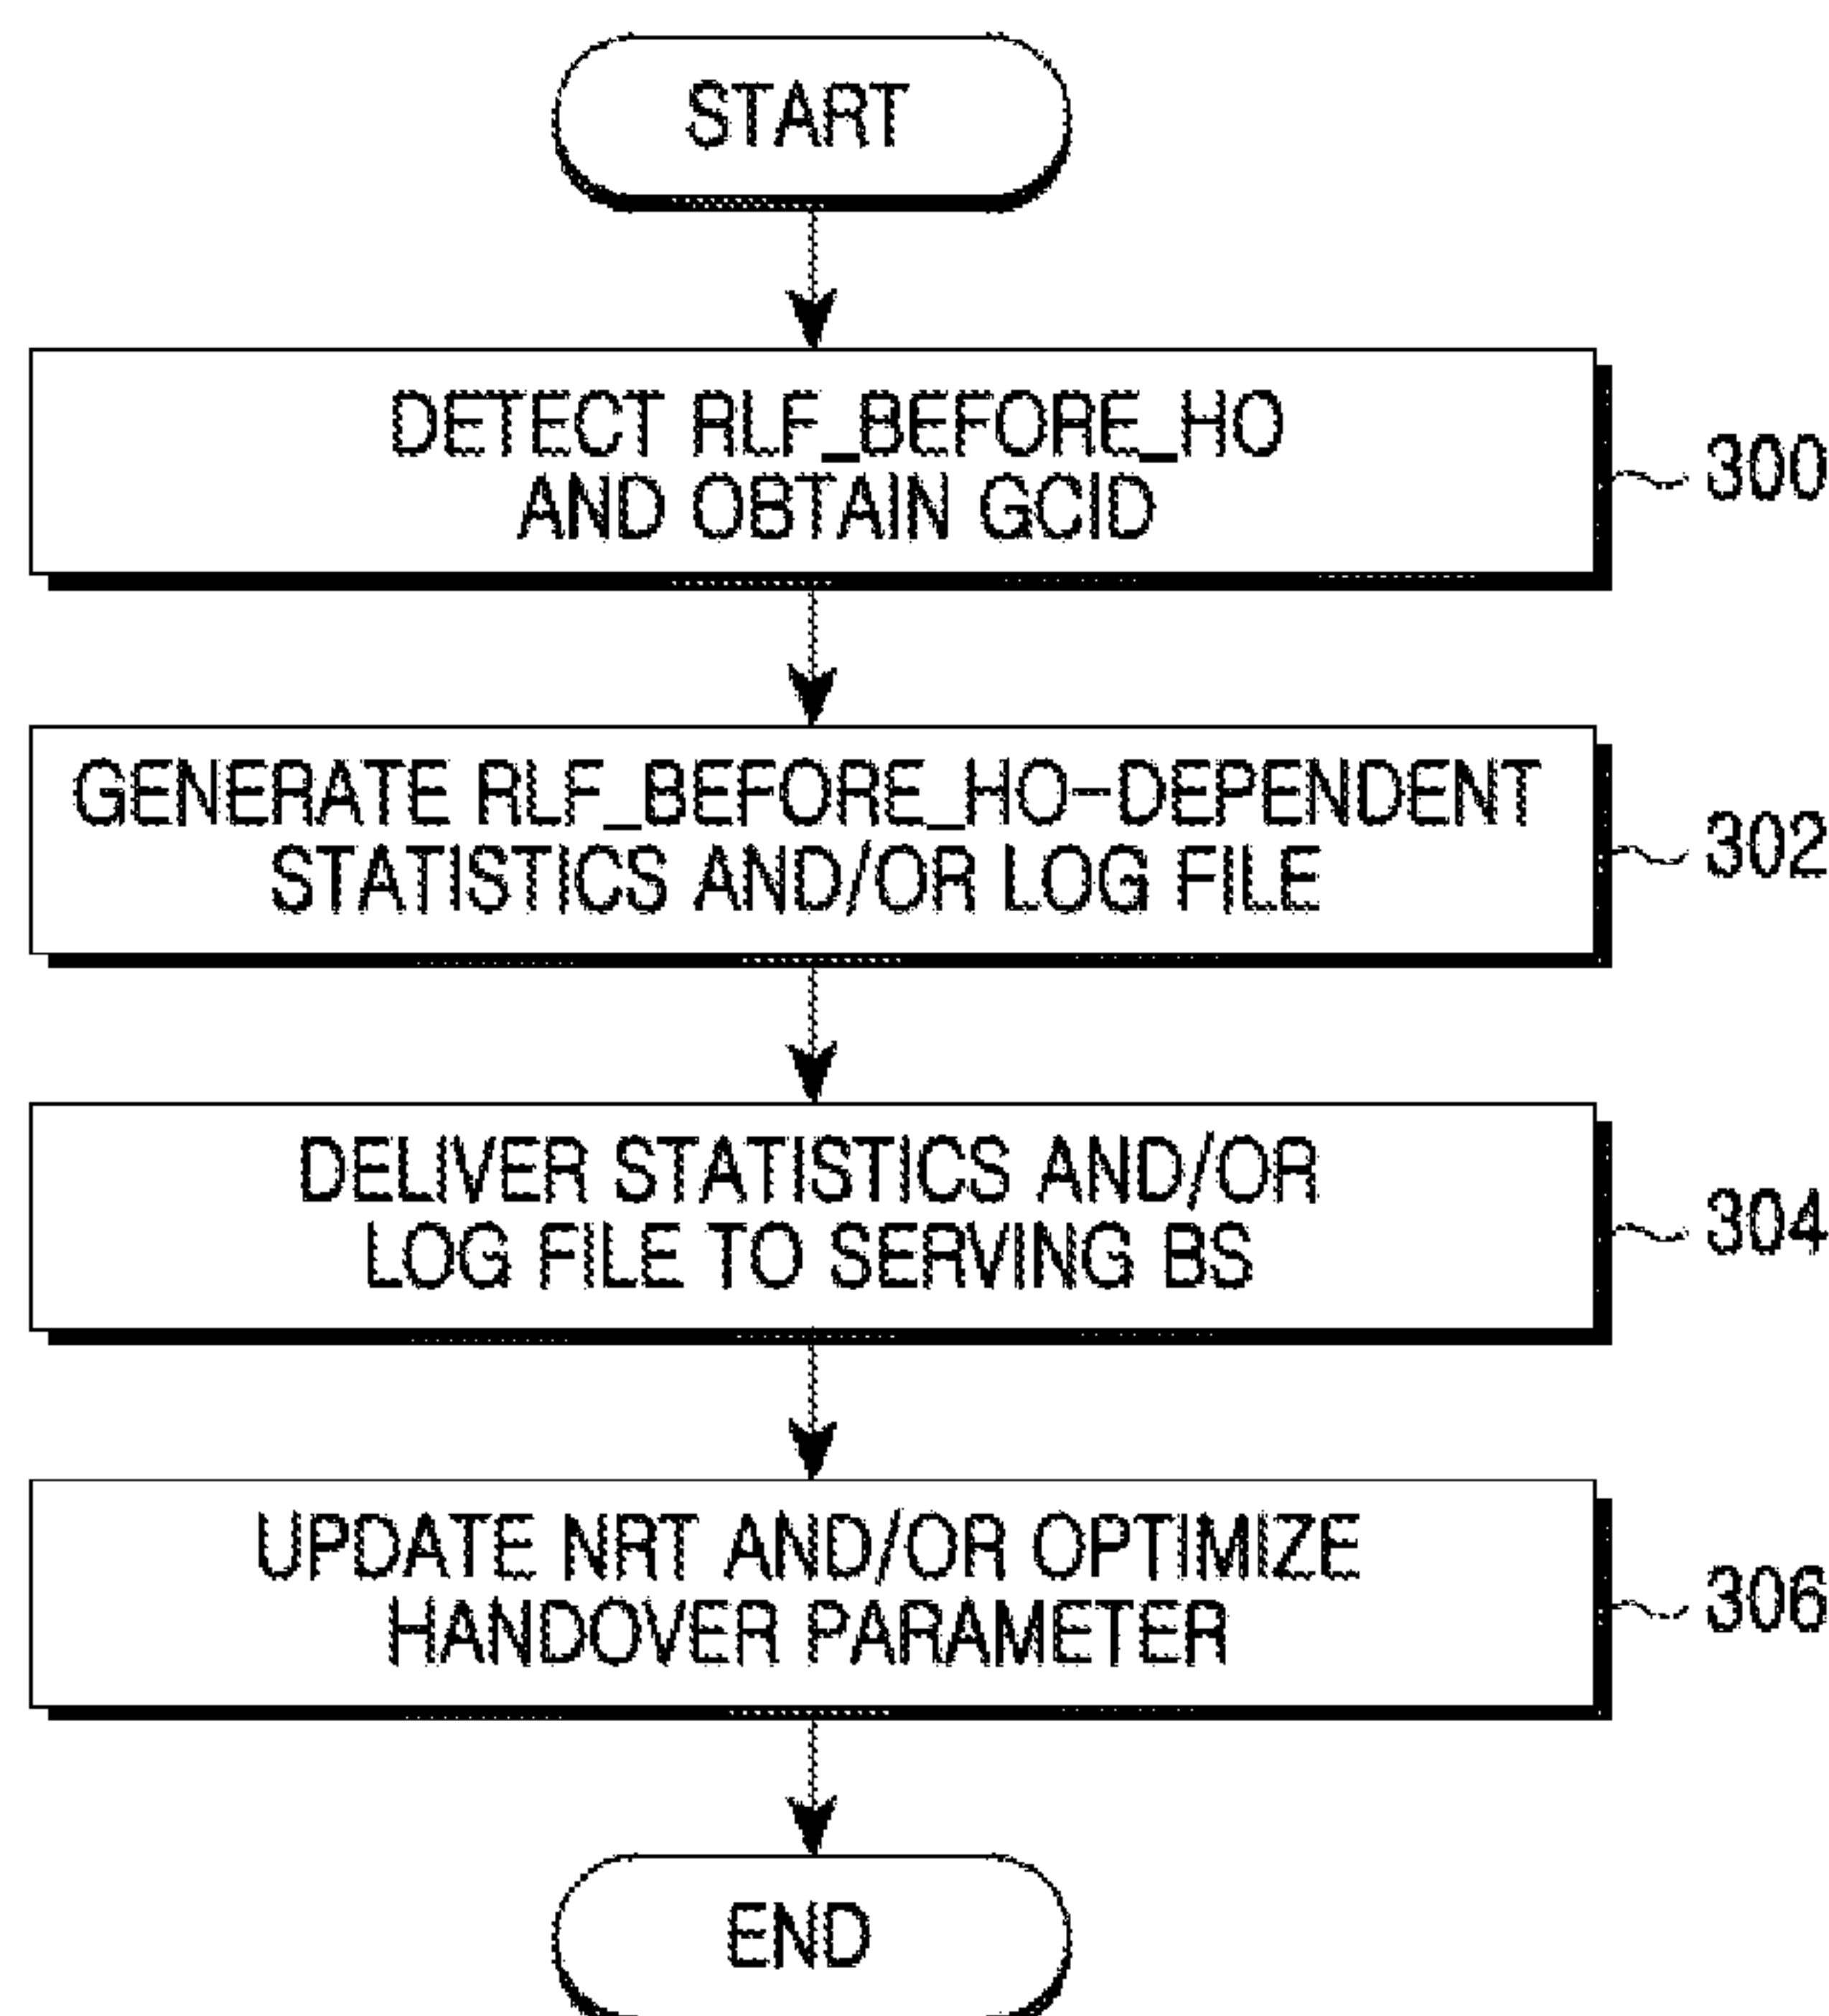 START
DETECT RLF_BEFORE_HO
AND OBTAIN GCID
300
GENERATE RLF_BEFORE_HO-DEPENDENT
STATISTICS AND/OR LOG FILE
302
DELIVER STATISTICS AND/OR
LOG FILE TO SERVING BS
304
UPDATE NRT AND/OR OPTIMIZE
HANDOVER PARAMETER
306
END